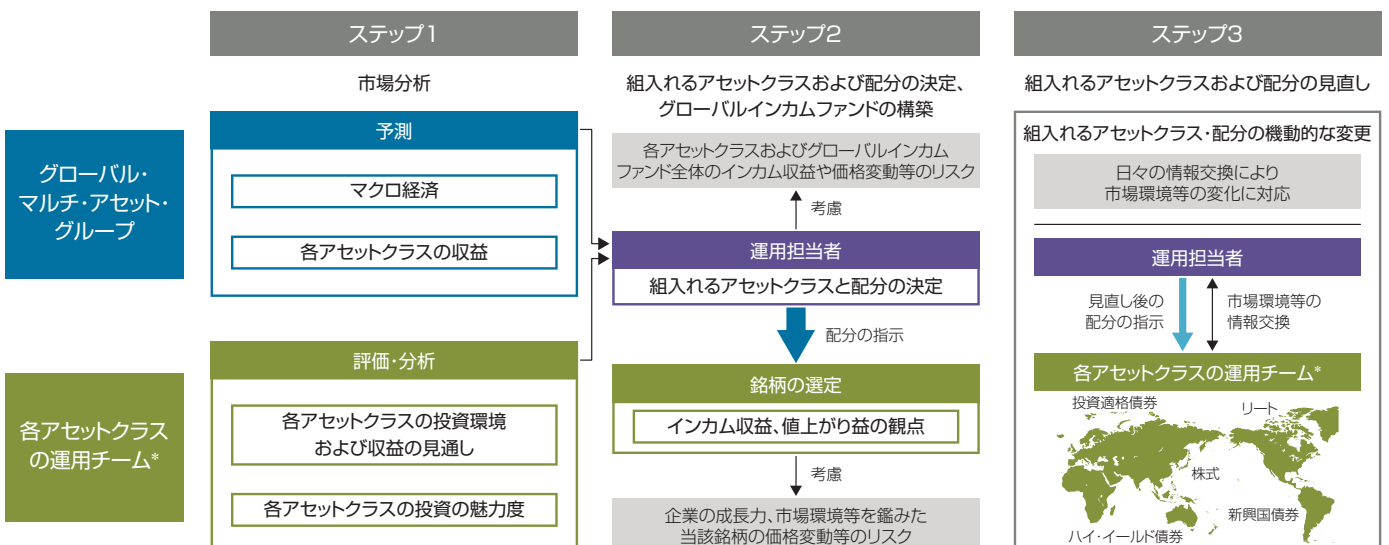 ステップ1
市場分析
グローバル・
マルチ・アセット・
グループ
予測
マクロ経済
各アセットクラスの収益
各アセットクラス
の運用チーム*
評価・分析
各アセットクラスの投資環境
および収益の見通し
各アセットクラスの投資の魅力度
ステップ2
組入れるアセットクラスおよび配分の決定、
グローバルインカムファンドの構築
各アセットクラスおよびグローバルインカム
ファンド全体のインカム収益や価格変動等のリスク
考慮
運用担当者
組入れるアセットクラスと配分の決定
配分の指示
銘柄の選定
インカム収益、値上がり益の観点
考慮
企業の成長力、市場環境等を鑑みた
当該銘柄の価格変動等のリスク
ステップ3
組入れるアセットクラスおよび配分の見直し
組入れるアセットクラス・配分の機動的な変更
日々の情報交換により
市場環境等の変化に対応
運用担当者
見直し後の
配分の指示
市場環境等の
情報交換
各アセットクラスの運用チーム*
投資適格債券
リート
株式
新興国債券
ハイ・イールド債券